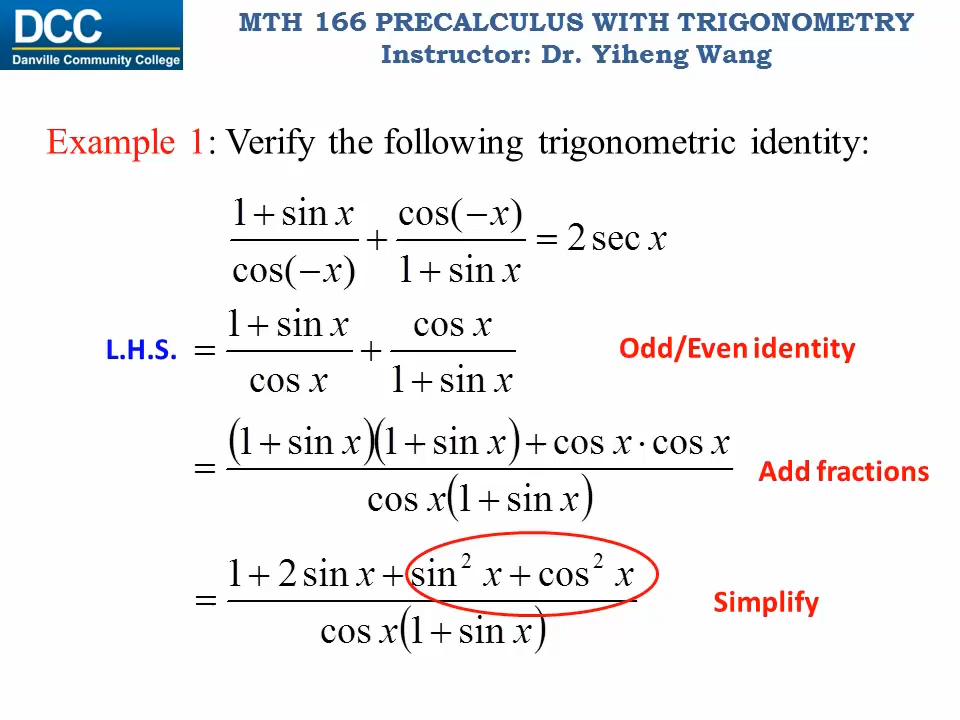 DCC
Danville Community College
MTH 166 PRECALCULUS WITH TRIGONOMETRY
Instructor: Dr. Yiheng Wang
Example 1: Verify the following trigonometric identity:
(1 + sin x)/(cos(−x)) + (cos(−x))/(1 + sin x) = 2 sec x
L.H.S. = (1 + sin x)/(cos x) + (cos x)/(1 + sin x) Odd/Even identity
= ((1 + sin x)(1 + sin x) + cos x · cos x)/(cos x(1 + sin x)) Add fractions
= (1 + 2 sin x + sin² x + cos² x)/(cos x(1 + sin x)) Simplify